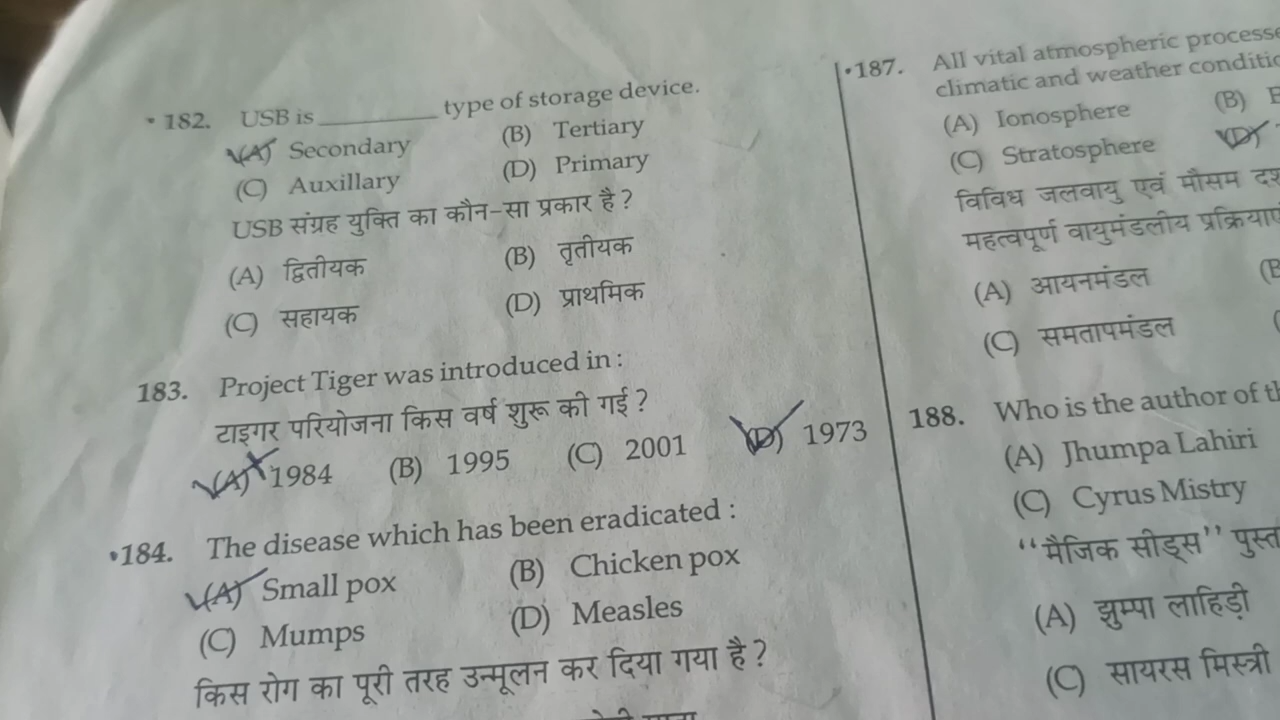 182. USB is ________ type of storage device.
(A) Secondary (B) Tertiary
(C) Auxillary (D) Primary
USB संग्रह युक्ति का कौन-सा प्रकार है ?
(A) द्वितीयक (B) तृतीयक
(C) सहायक (D) प्राथमिक
183. Project Tiger was introduced in :
टाइगर परियोजना किस वर्ष शुरू की गई ?
(A) 1984 (B) 1995 (C) 2001 (D) 1973
184. The disease which has been eradicated :
(A) Small pox (B) Chicken pox
(C) Mumps (D) Measles
किस रोग का पूरी तरह उन्मूलन कर दिया गया है ?
187. All vital atmospheric
climatic and weather
(A) Ionosphere (B)
(C) Stratosphere (D)
विविध जलवायु एवं मौसम
महत्वपूर्ण वायुमंडलीय
(A) आयनमंडल
(C) समतापमंडल
188. Who is the author of
(A) Jhumpa Lahiri
(C) Cyrus Mistry
“मैजिक सीड्स”
(A) झुम्पा लाहिड़ी
(C) सायरस मिस्त्री